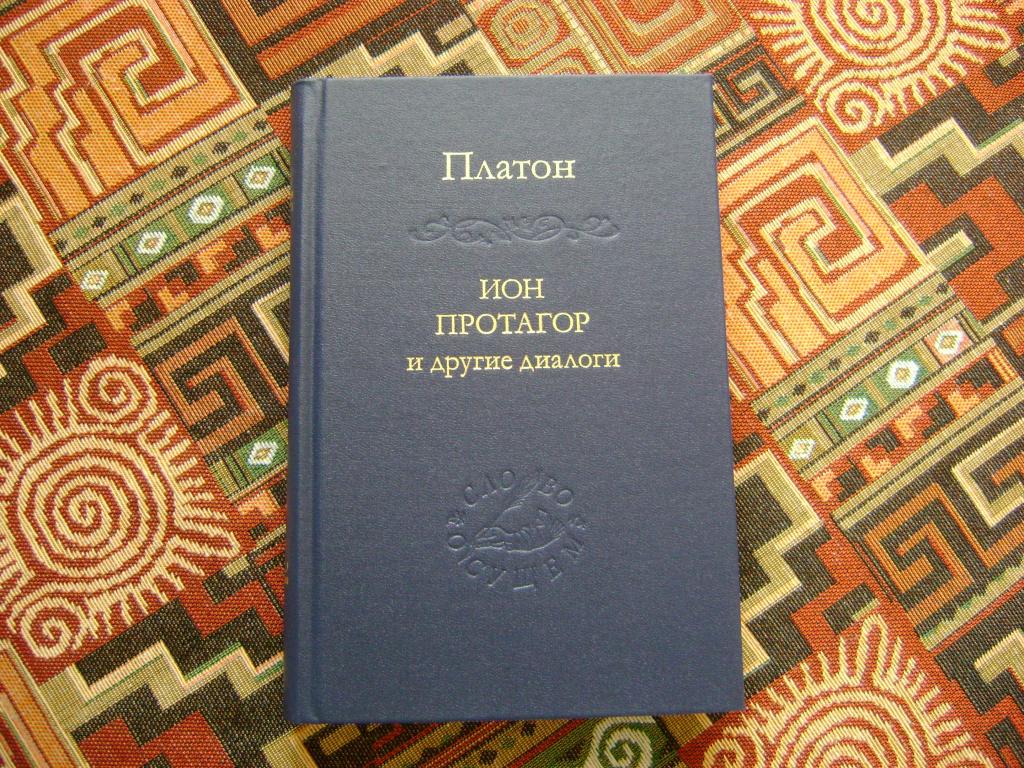 Платон
ИОН
ПРОТАГОР
и другие диалоги
СЛОВО
О СУЩЕМ